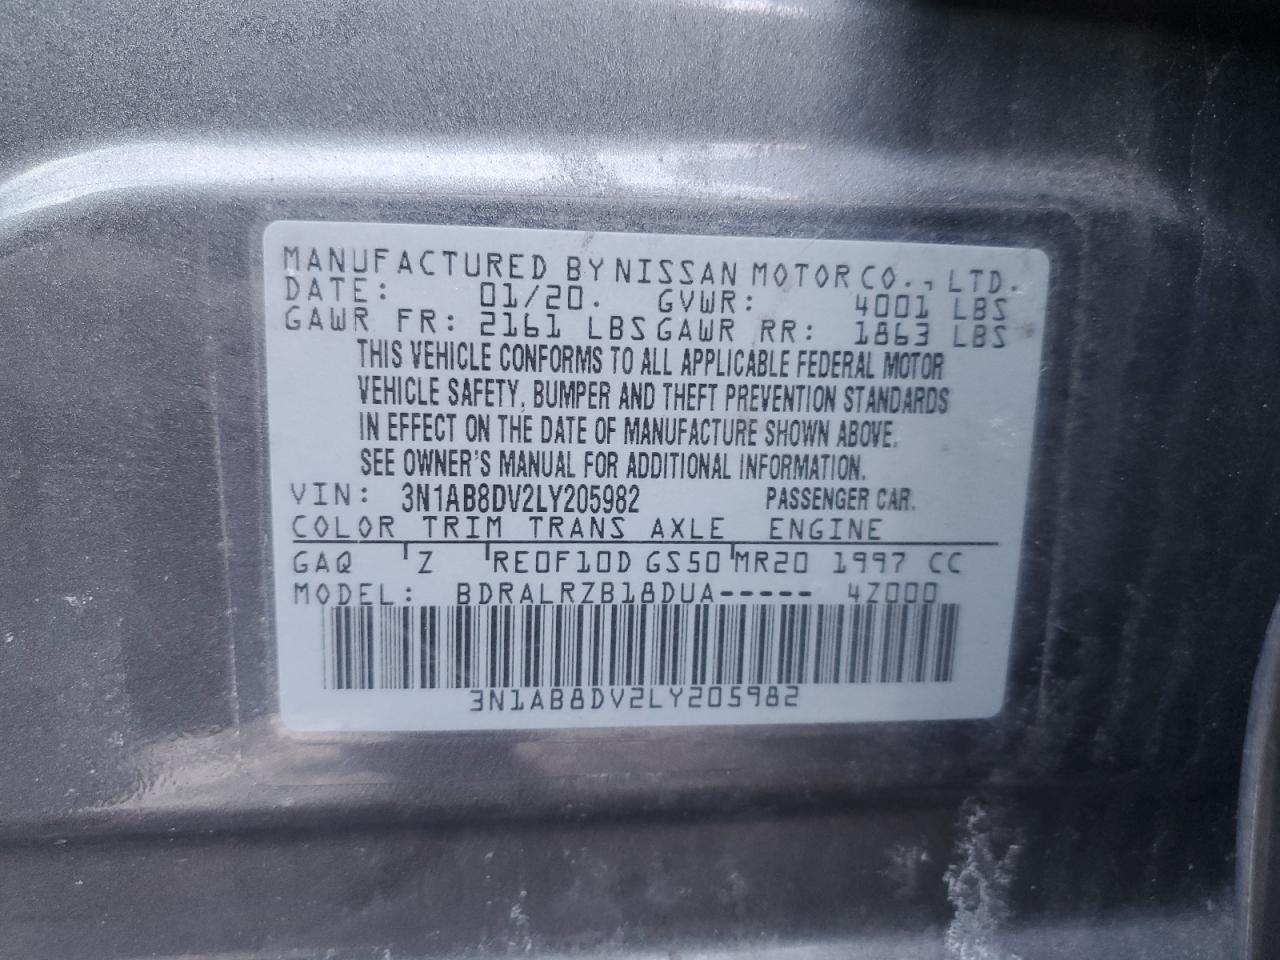 MANUFACTURED BY NISSAN MOTOR CO., LTD.
DATE: 01/20. GVWR: 4001 LBS
GAWR FR: 2161 LBS GAWR RR: 1863 LBS
THIS VEHICLE CONFORMS TO ALL APPLICABLE FEDERAL MOTOR
VEHICLE SAFETY, BUMPER AND THEFT PREVENTION STANDARDS
IN EFFECT ON THE DATE OF MANUFACTURE SHOWN ABOVE.
SEE OWNER'S MANUAL FOR ADDITIONAL INFORMATION.
VIN: 3N1AB8DV2LY205982 PASSENGER CAR.
COLOR TRIM TRANS AXLE ENGINE
GAQ Z RE0F10D GS50 MR20 1997 CC
MODEL: BDRALRZB18DUA----- 4Z000
3N1AB8DV2LY205982